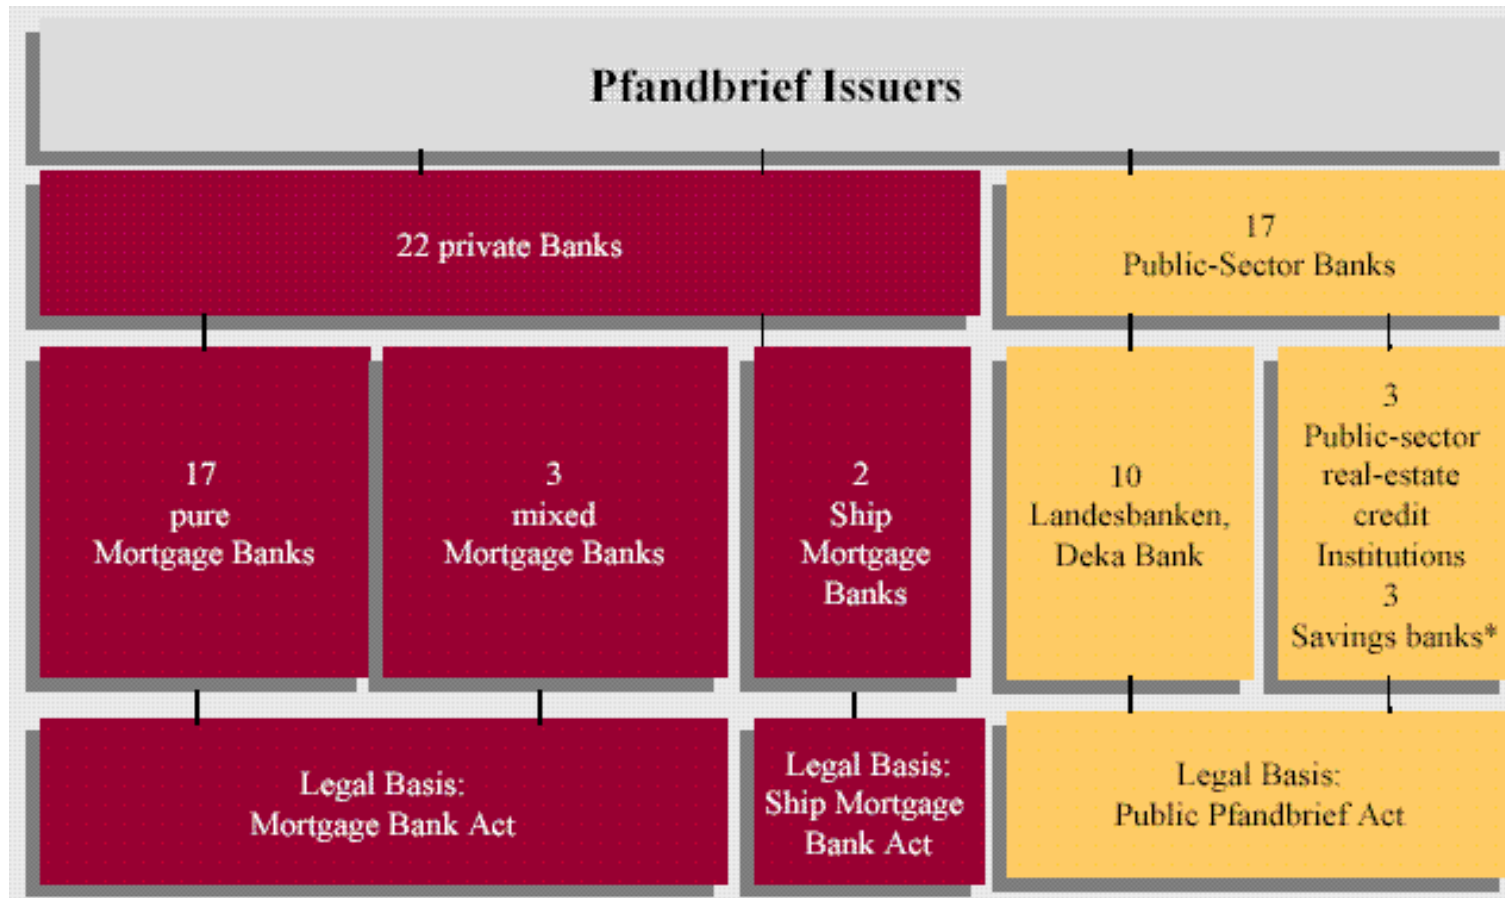 Pfandbrief Issuers
22 private Banks
17
Public-Sector Banks
17
pure
Mortgage Banks
3
mixed
Mortgage Banks
2
Ship
Mortgage
Banks
10
Landesbanken,
Deka Bank
3
Public-sector
real-estate
credit
Institutions
3
Savings banks*
Legal Basis:
Mortgage Bank Act
Legal Basis:
Ship Mortgage
Bank Act
Legal Basis:
Public Pfandbrief Act